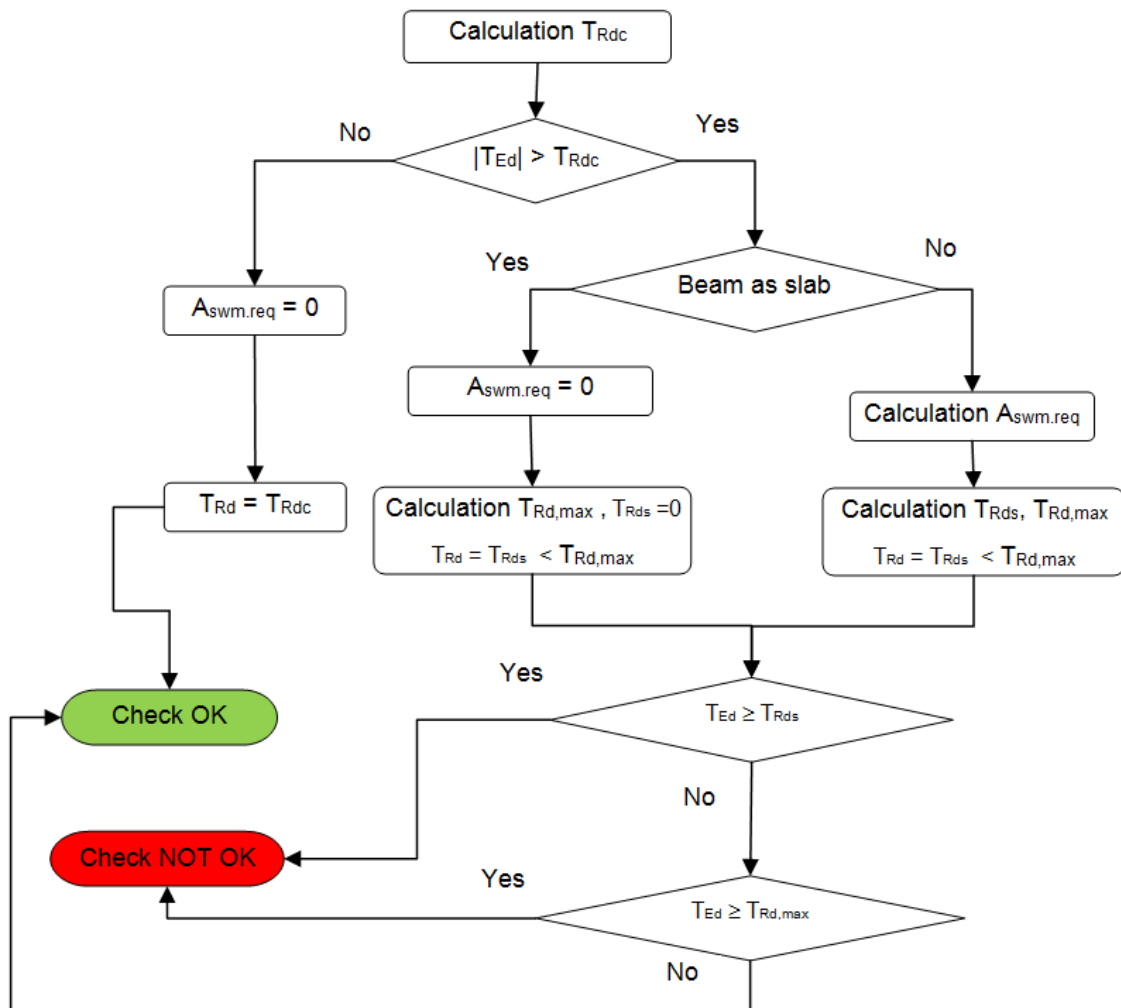 Calculation TRdc
No
Yes
|TEd| > TRdc
Yes
No
Beam as slab
Aswm.req = 0
Aswm.req = 0
Calculation Aswm.req
TRd = TRdc
Calculation TRd,max , TRds =0
TRd = TRds < TRd,max
Calculation TRds, TRd,max
TRd = TRds < TRd,max
Yes
Check OK
TEd ≥ TRds
No
Check NOT OK
Yes
TEd ≥ TRd,max
No